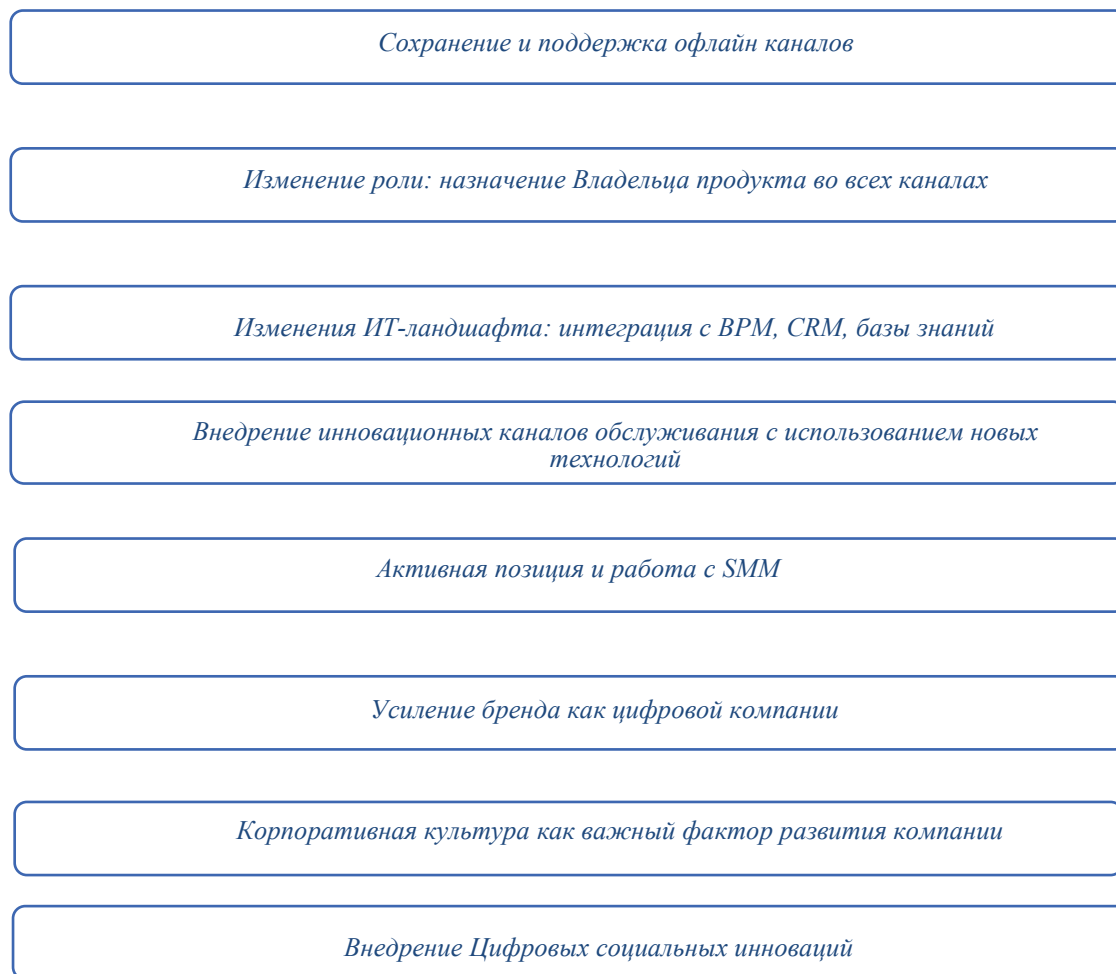 Сохранение и поддержка офлайн каналов
Изменение роли: назначение Владельца продукта во всех каналах
Изменения ИТ-ландшафта: интеграция с BPM, CRM, базы знаний
Внедрение инновационных каналов обслуживания с использованием новых
технологий
Активная позиция и работа с SMM
Усиление бренда как цифровой компании
Корпоративная культура как важный фактор развития компании
Внедрение Цифровых социальных инноваций